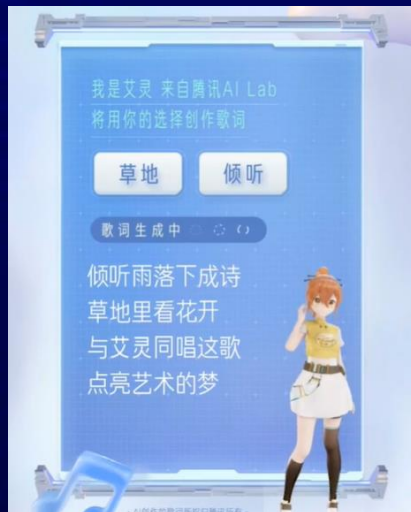 我是艾灵 来自腾讯AI Lab
将用你的选择创作歌词
草地 倾听
歌词生成中
倾听雨落下成诗
草地里看花开
与艾灵同唱这歌
点亮艺术的梦